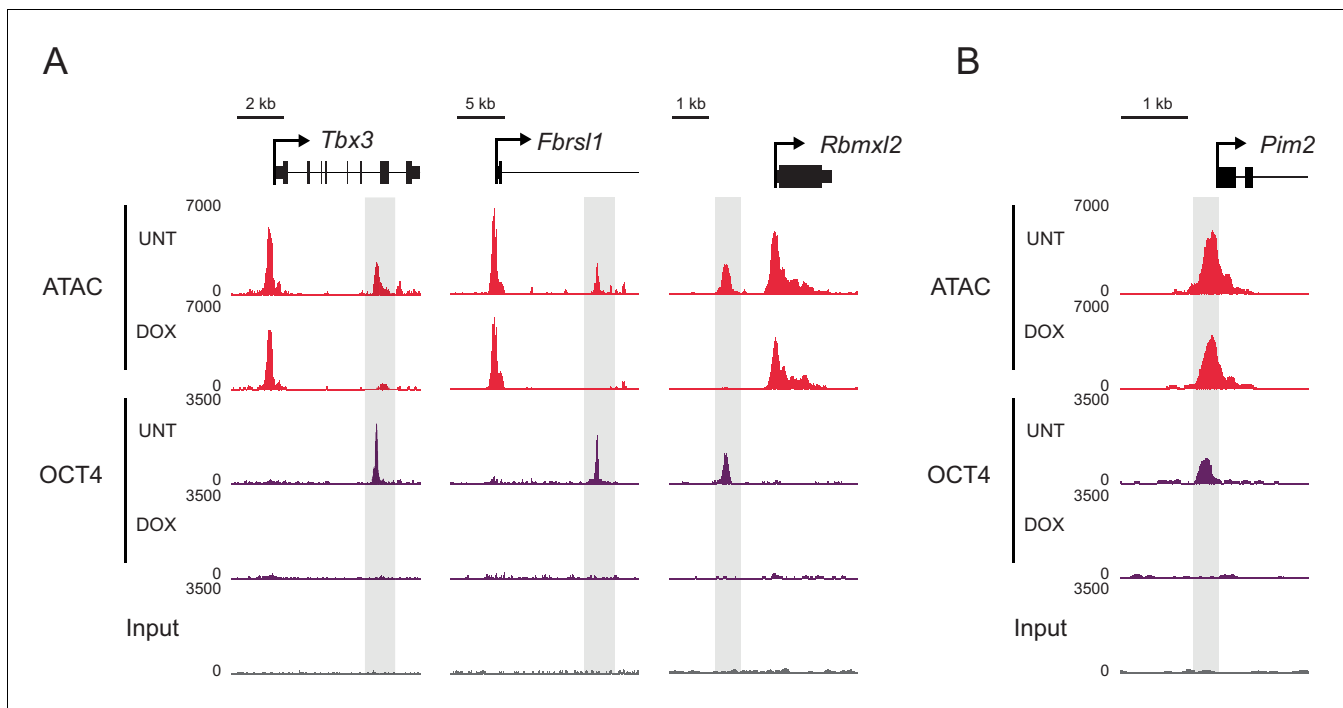 A
B
2 kb
5 kb
1 kb
1 kb
Tbx3
Fbrsl1
Rbmxl2
Pim2
7000
UNT
ATAC
0
7000
DOX
0
3500
UNT
OCT4
0
3500
DOX
0
3500
Input
0
7000
UNT
ATAC
0
7000
DOX
0
3500
UNT
OCT4
0
3500
DOX
0
3500
Input
0